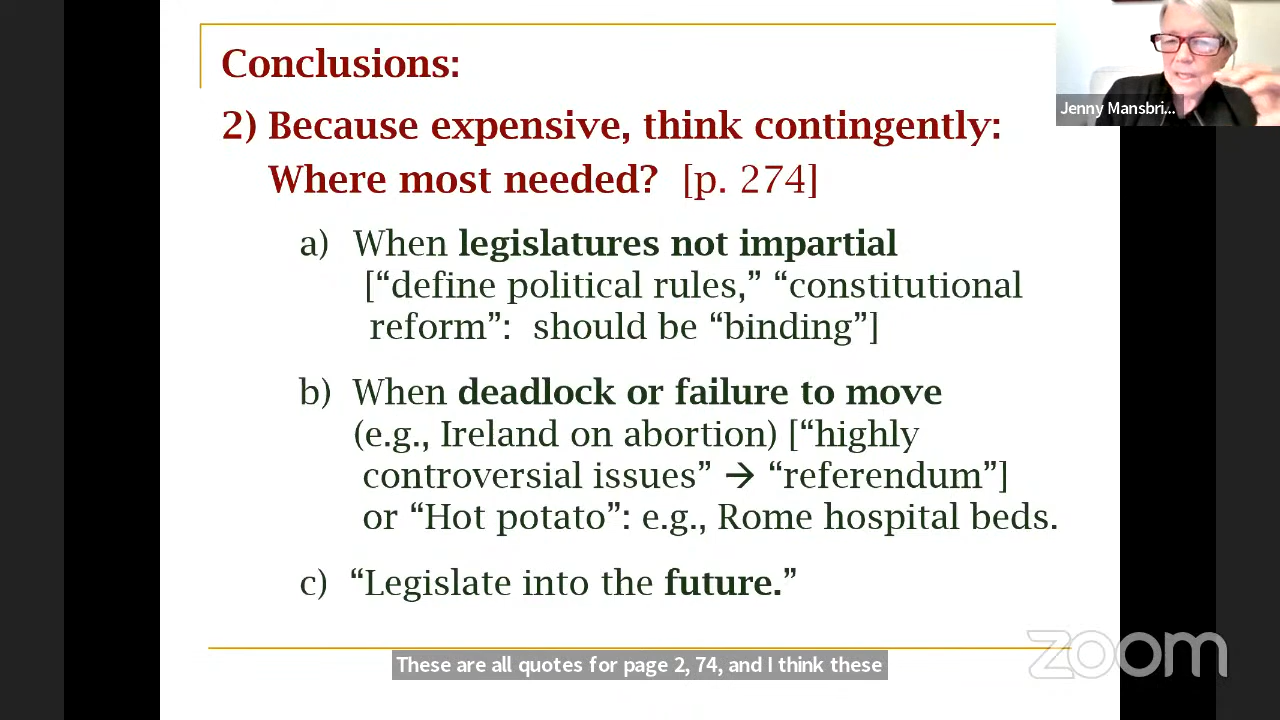 Conclusions:
2) Because expensive, think contingently:
Where most needed? [p. 274]
a) When legislatures not impartial
[“define political rules,” “constitutional
reform”: should be “binding”]
b) When deadlock or failure to move
(e.g., Ireland on abortion) [“highly
controversial issues” → “referendum”]
or “Hot potato”: e.g., Rome hospital beds.
c) “Legislate into the future.”
Jenny Mansbri...
These are all quotes for page 2, 74, and I think these
zoom